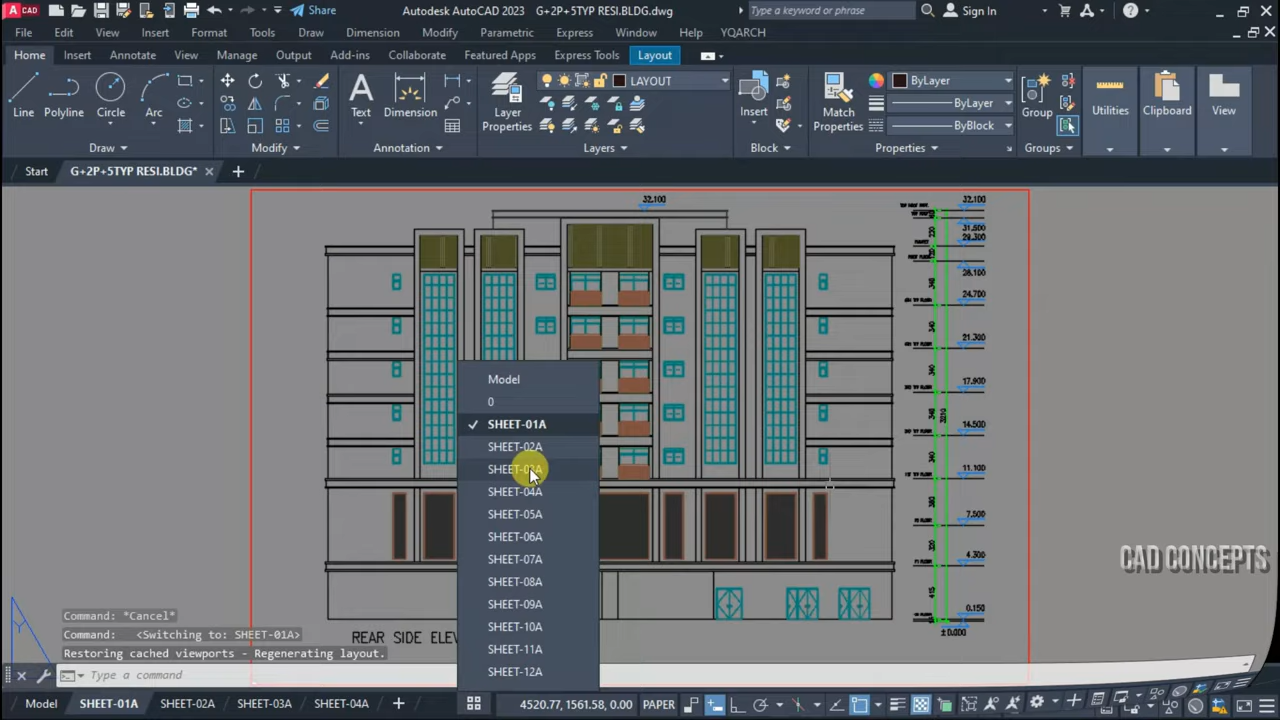 CAD
Share
Autodesk AutoCAD 2023 G+2P+5TYP RESI.BLDG.dwg
Type a keyword or phrase
Sign In
File Edit View Insert Format Tools Draw Dimension Modify Parametric Express Window Help YQARCH
Home Insert Annotate View Manage Output Add-ins Collaborate Featured Apps Express Tools Layout
Line Polyline Circle Arc
Draw
Modify
Text Dimension
Annotation
Layer Properties
LAYOUT
Layers
Insert
Block
Match Properties
ByLayer
ByLayer
ByBlock
Properties
Group
Groups
Utilities
Clipboard
View
Start G+2P+5TYP RESI.BLDG*
32.100
32.100
31.500
29.300
28.100
24.700
21.300
17.900
14.500
11.100
7.500
4.300
0.150
±0.000
REAR SIDE ELEV
Model
0
SHEET-01A
SHEET-02A
SHEET-03A
SHEET-04A
SHEET-05A
SHEET-06A
SHEET-07A
SHEET-08A
SHEET-09A
SHEET-10A
SHEET-11A
SHEET-12A
CAD CONCEPTS
Y
Command: *Cancel*
Command: <Switching to: SHEET-01A>
Restoring cached viewports - Regenerating layout.
Type a command
Model SHEET-01A SHEET-02A SHEET-03A SHEET-04A
4520.77, 1561.58, 0.00 PAPER